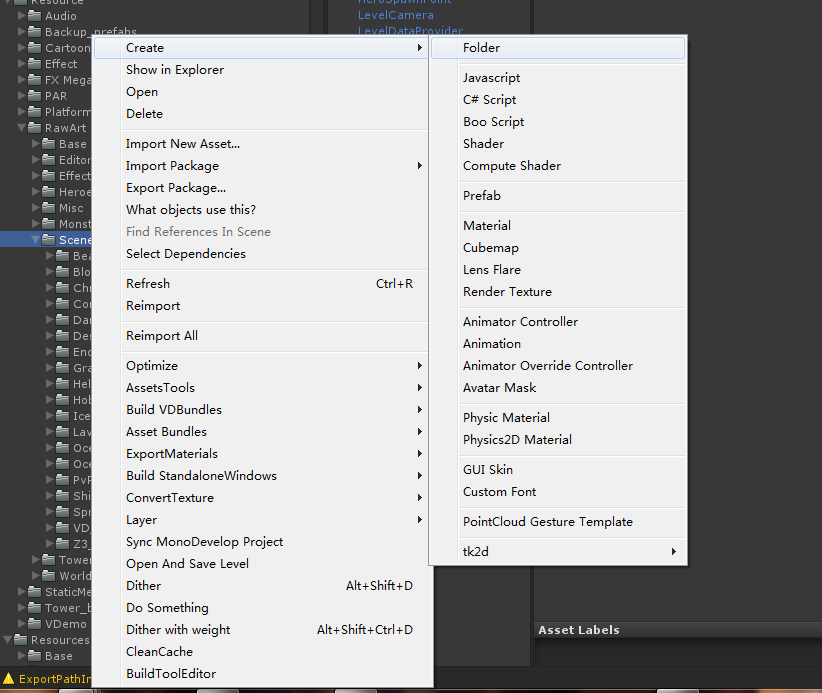 Resource
HeroSpawnPoint
Audio
LevelCamera
Backup_prefabs
LevelDataProvider
Cartoon
Effect
FX Mega
PAR
Platform
RawArt
Base
Editor
Effect
Heroe
Misc
Monst
Scene
Bea
Blo
Chr
Cor
Dar
Des
End
Gra
Hel
Hob
Ice
Lav
Oce
Oce
PvP
Shi
Spr
VD_
Z3_
Tower
World
StaticMe
Tower_b
VDemo
Resources
Base
ExportPathIn
Create
Show in Explorer
Open
Delete
Import New Asset...
Import Package
Export Package...
What objects use this?
Find References In Scene
Select Dependencies
Refresh Ctrl+R
Reimport
Reimport All
Optimize
AssetsTools
Build VDBundles
Asset Bundles
ExportMaterials
Build StandaloneWindows
ConvertTexture
Layer
Sync MonoDevelop Project
Open And Save Level
Dither Alt+Shift+D
Do Something
Dither with weight Alt+Shift+Ctrl+D
CleanCache
BuildToolEditor
Folder
Javascript
C# Script
Boo Script
Shader
Compute Shader
Prefab
Material
Cubemap
Lens Flare
Render Texture
Animator Controller
Animation
Animator Override Controller
Avatar Mask
Physic Material
Physics2D Material
GUI Skin
Custom Font
PointCloud Gesture Template
tk2d
Asset Labels